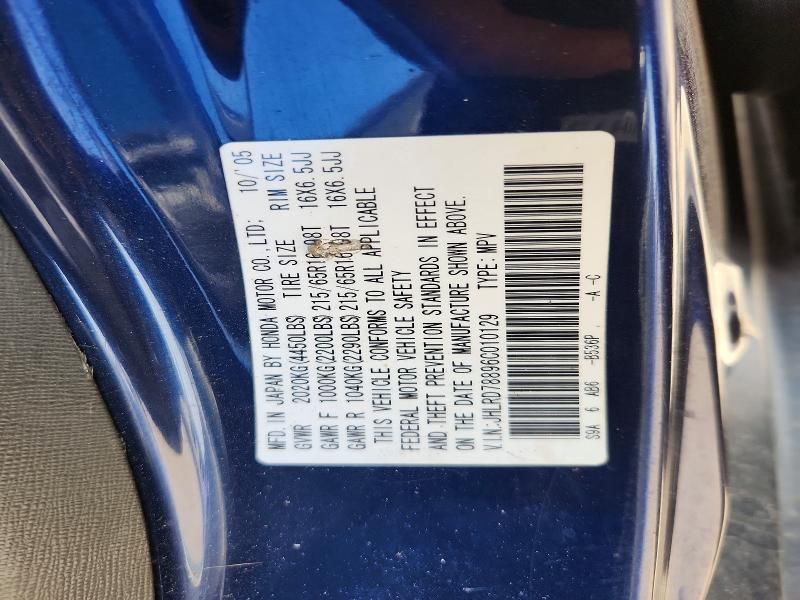 MFD. IN JAPAN BY HONDA MOTOR CO., LTD; 10/'05
GVWR 2020KG(4450LBS) TIRE SIZE RIM SIZE
GAWR F 1000KG(2200LBS) 215/65R16 98T 16X6.5JJ
GAWR R 1040KG(2290LBS) 215/65R16 98T 16X6.5JJ
THIS VEHICLE CONFORMS TO ALL APPLICABLE
FEDERAL MOTOR VEHICLE SAFETY
AND THEFT PREVENTION STANDARDS IN EFFECT
ON THE DATE OF MANUFACTURE SHOWN ABOVE.
V.I.N:JHLRD78896C010129 TYPE: MPV
S9A 6 AB6 -B536P -A -C